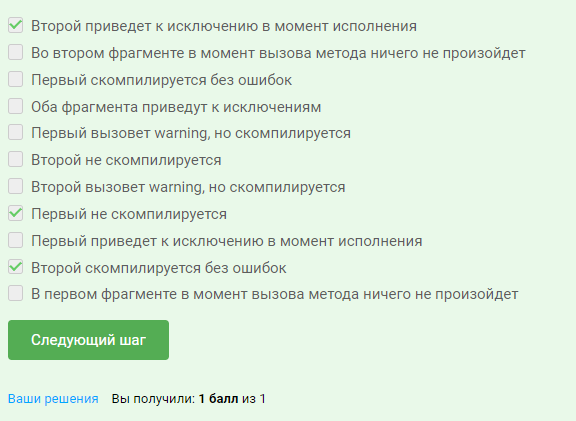 Второй приведет к исключению в момент исполнения
Во втором фрагменте в момент вызова метода ничего не произойдет
Первый скомпилируется без ошибок
Оба фрагмента приведут к исключениям
Первый вызовет warning, но скомпилируется
Второй не скомпилируется
Второй вызовет warning, но скомпилируется
Первый не скомпилируется
Первый приведет к исключению в момент исполнения
Второй скомпилируется без ошибок
В первом фрагменте в момент вызова метода ничего не произойдет
Следующий шаг
Ваши решения Вы получили: 1 балл из 1